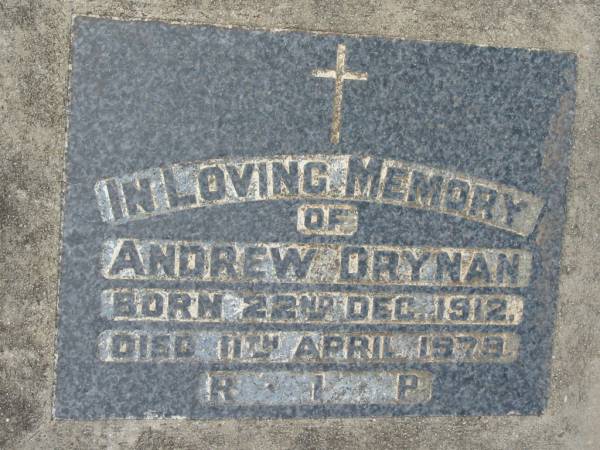 IN LOVING MEMORY
OF
ANDREW DRYNAN
BORN 22ND DEC. 1912.
DIED 11TH APRIL 1979.
R · I · P